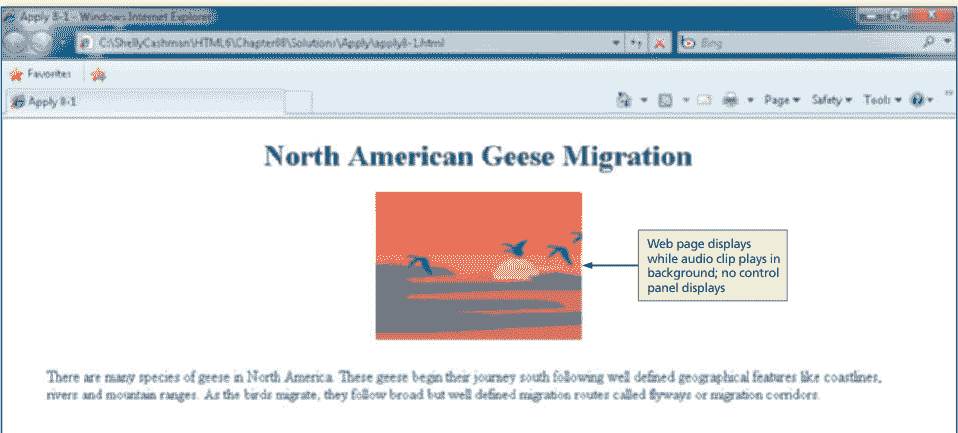 Apply 8-1 - Windows Internet Explorer
C:\ShellyCashman\HTML6\Chapter08\Solutions\Apply\apply8-1.html
Bing
Favorites
Apply 8-1
Page Safety Tools
North American Geese Migration
Web page displays
while audio clip plays in
background; no control
panel displays
There are many species of geese in North America. These geese begin their journey south following well defined geographical features like coastlines,
rivers and mountain ranges. As the birds migrate, they follow broad but well defined migration routes called flyways or migration corridors.